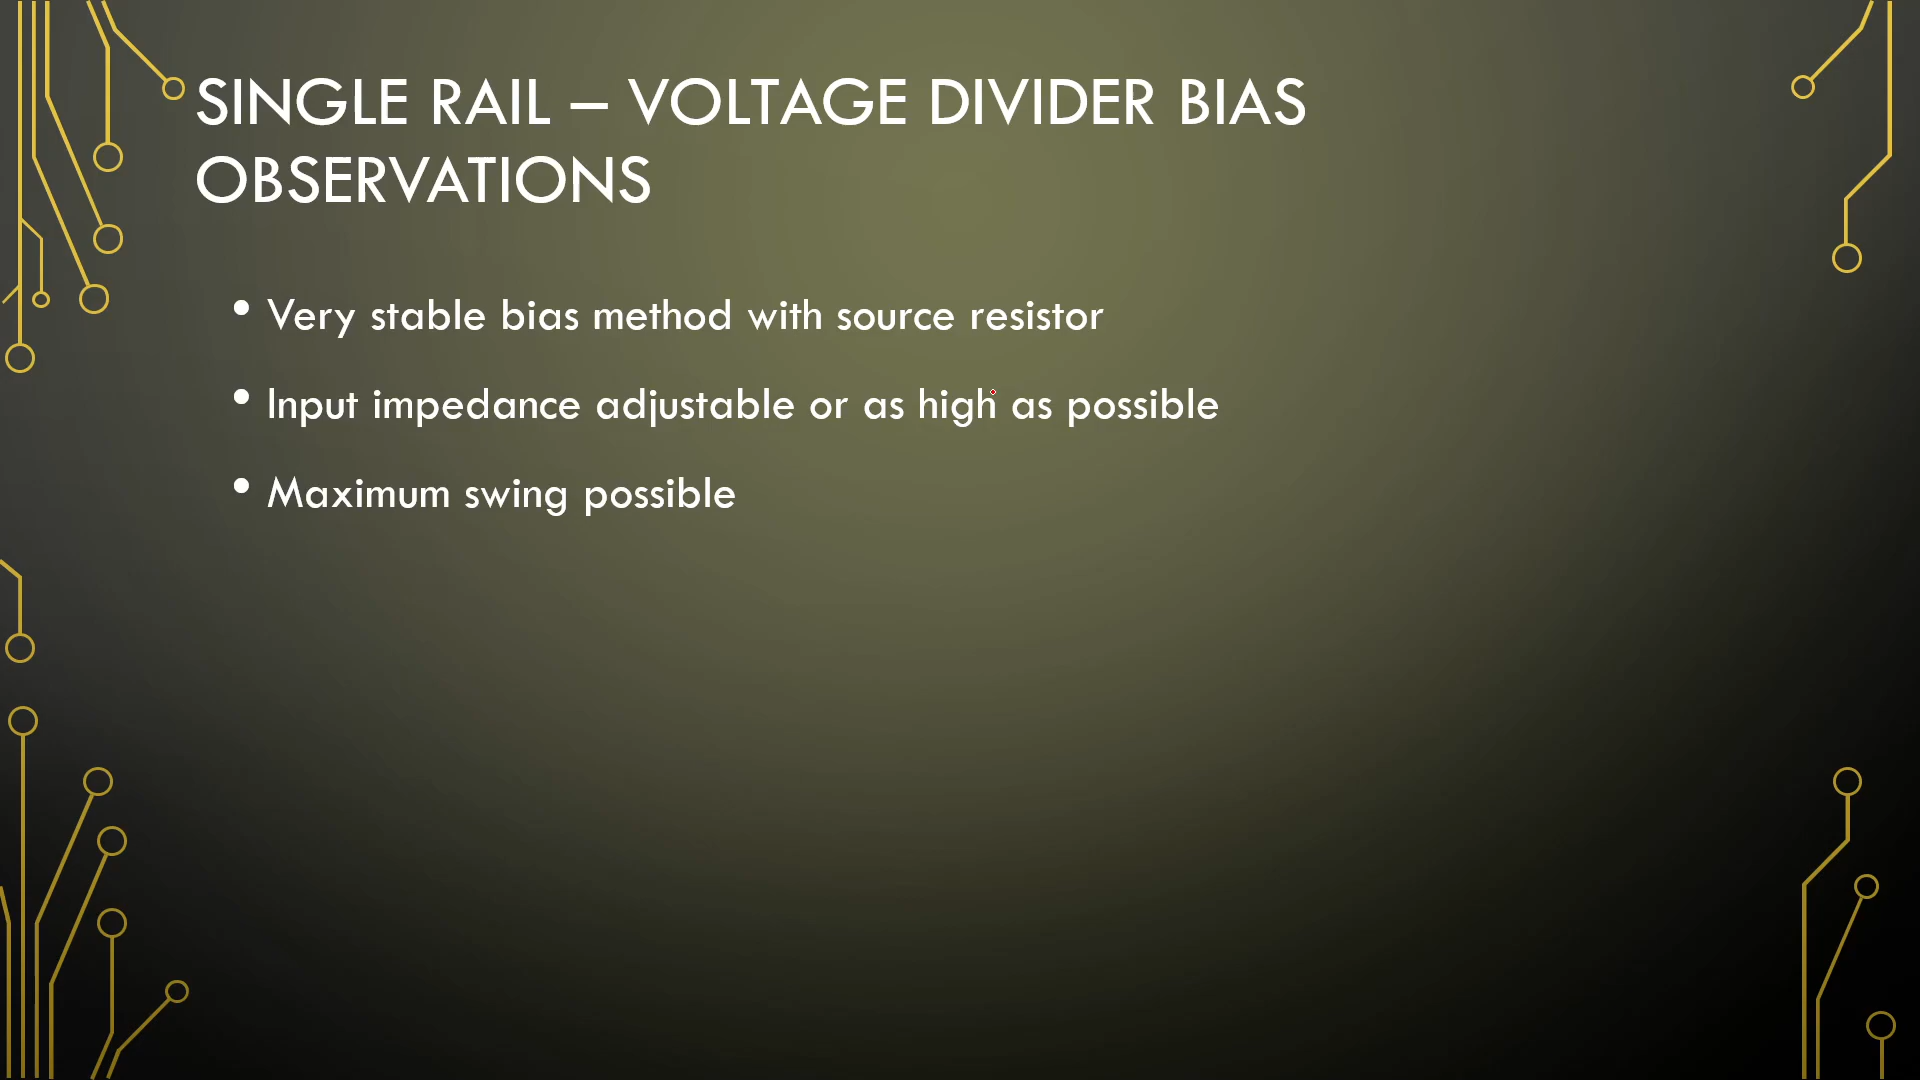 SINGLE RAIL – VOLTAGE DIVIDER BIAS
OBSERVATIONS
• Very stable bias method with source resistor
• Input impedance adjustable or as high as possible
• Maximum swing possible